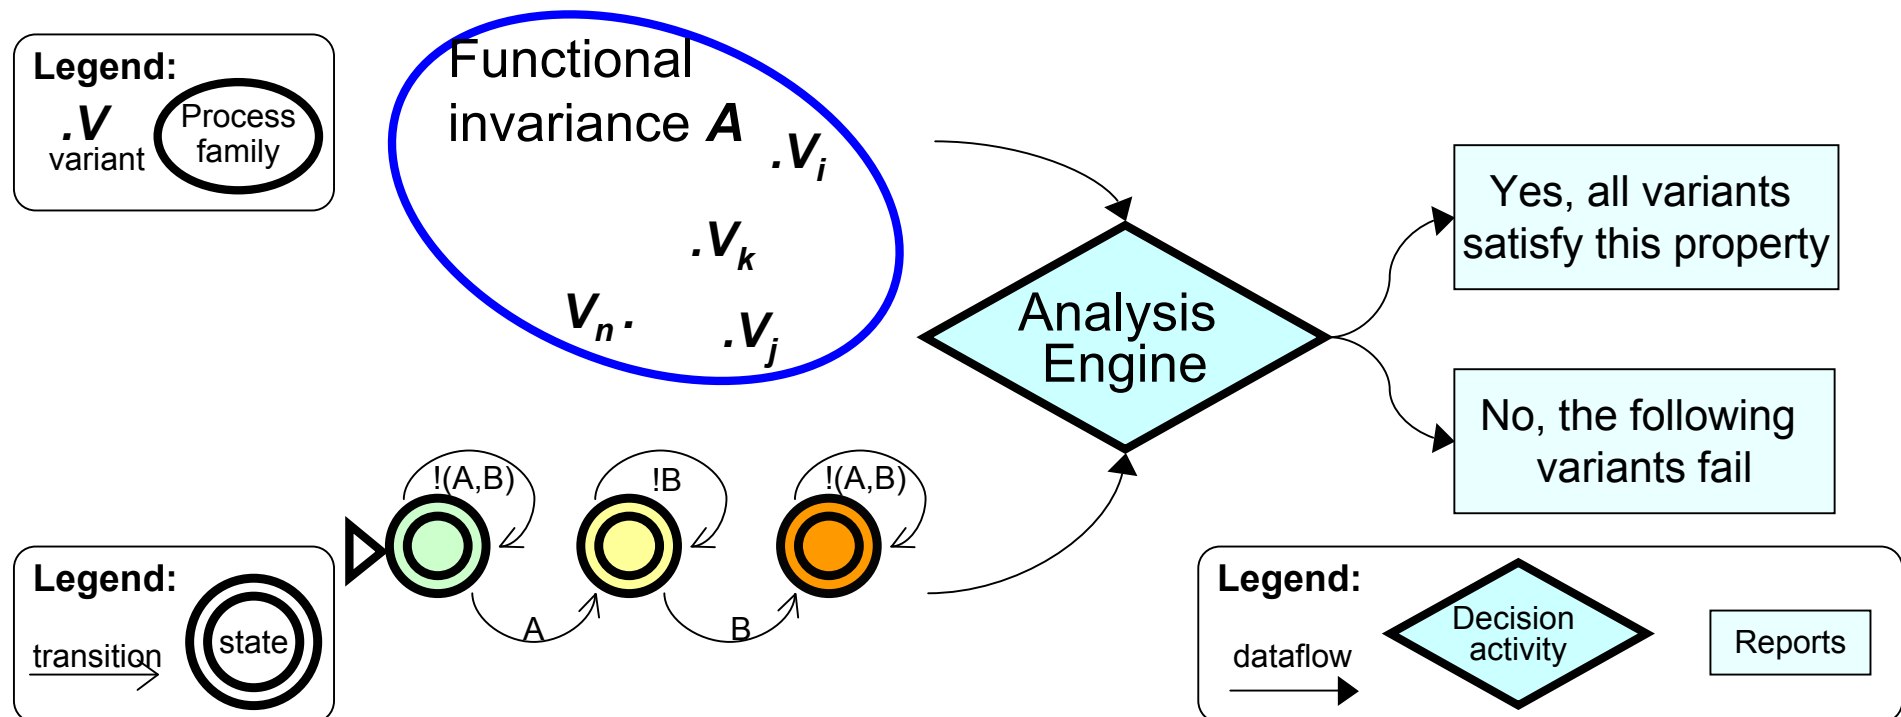 Legend:
.V
variant
Process
family
Functional
invariance A
.Vi
.Vk
Vn.
.Vj
Analysis
Engine
Yes, all variants
satisfy this property
No, the following
variants fail
!(A,B)
!B
!(A,B)
A
B
Legend:
transition
state
Legend:
dataflow
Decision
activity
Reports